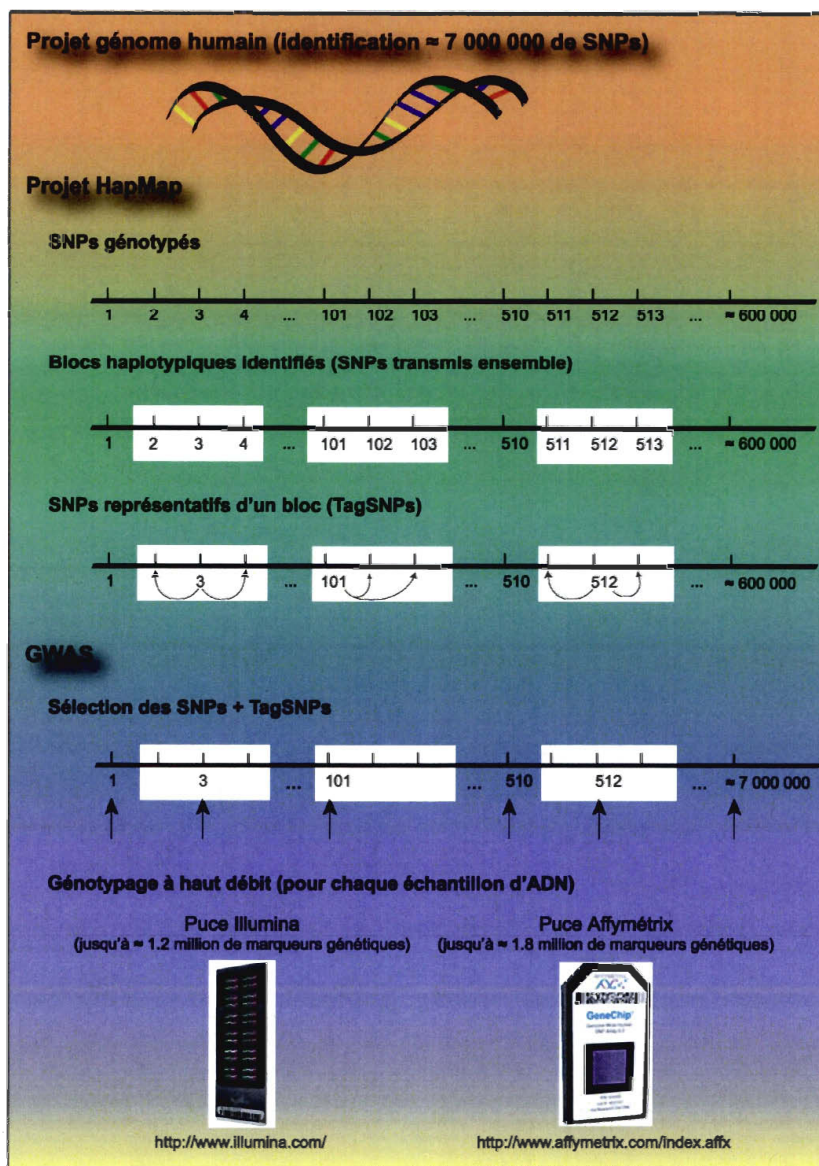 Projet génome humain (identification ≈ 7 000 000 de SNPs)
Projet HapMap
SNPs génotypés
1 2 3 4 ... 101 102 103 ... 510 511 512 513 ... ≈ 600 000
Blocs haplotypiques identifiés (SNPs transmis ensemble)
1 2 3 4 ... 101 102 103 ... 510 511 512 513 ... ≈ 600 000
SNPs représentatifs d'un bloc (TagSNPs)
1 3 ... 101 ... 510 512 ... ≈ 600 000
GWAS
Sélection des SNPs + TagSNPs
1 3 ... 101 ... 510 512 ... ≈ 7 000 000
Génotypage à haut débit (pour chaque échantillon d'ADN)
Puce Illumina Puce Affymétrix
(jusqu'à ≈ 1.2 million de marqueurs génétiques) (jusqu'à ≈ 1.8 million de marqueurs génétiques)
AFFYMETRIX
GeneChip
http://www.illumina.com/ http://www.affymetrix.com/index.affx